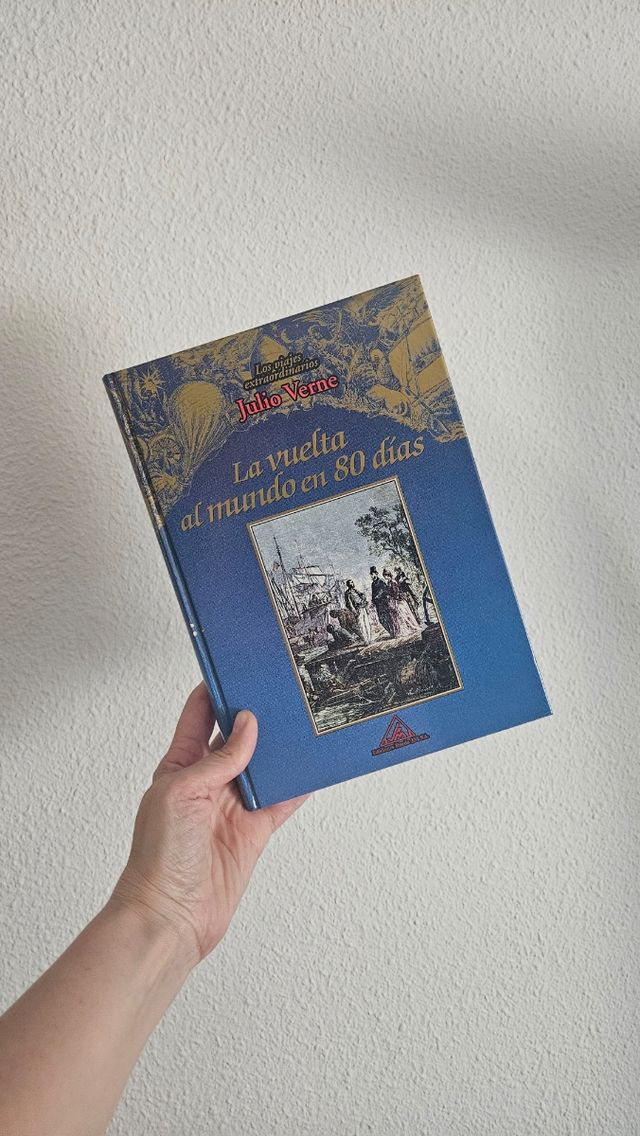 Los viajes
extraordinarios
Julio Verne
La vuelta
al mundo en 80 días